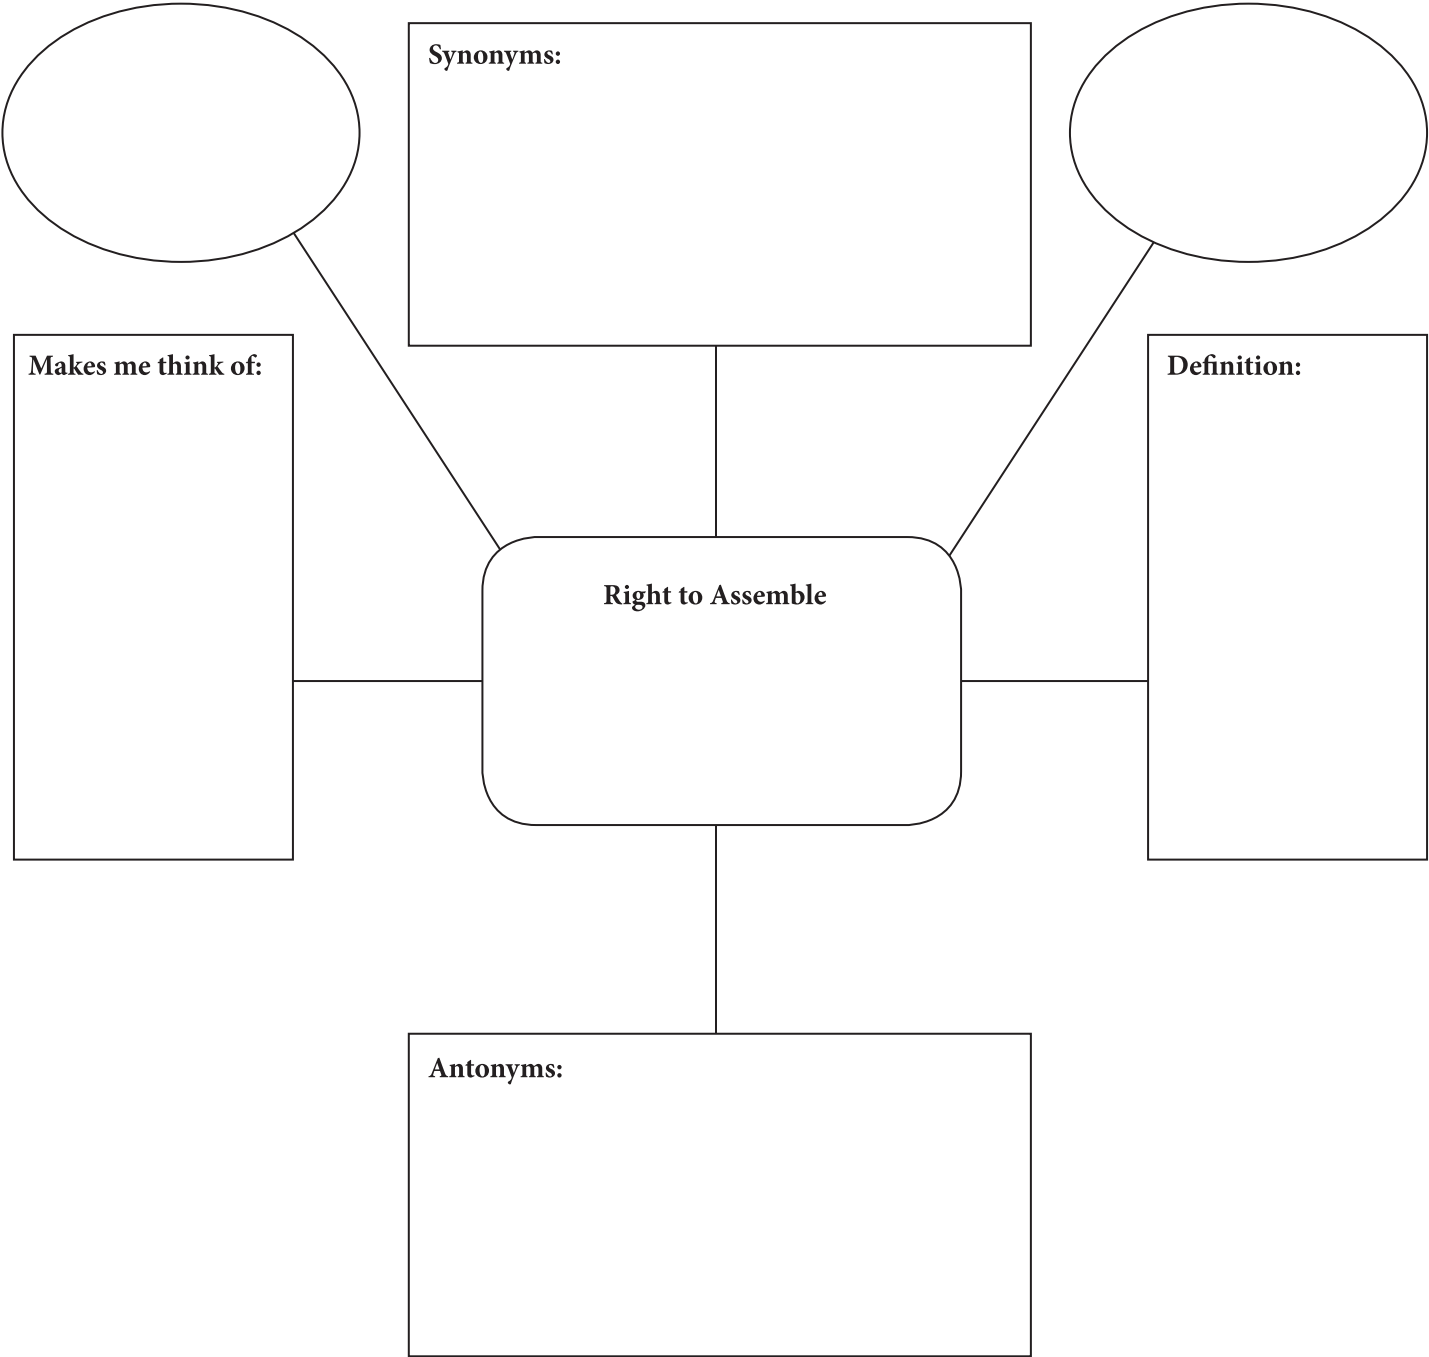 Synonyms:
Makes me think of:
Definition:
Right to Assemble
Antonyms: